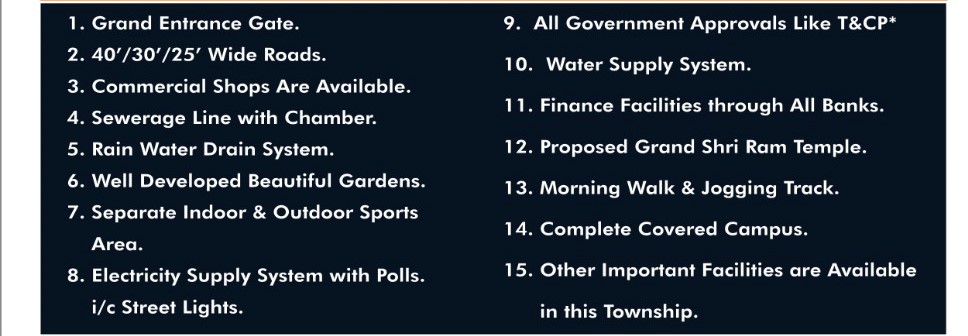 1. Grand Entrance Gate.
2. 40'/30'/25' Wide Roads.
3. Commercial Shops Are Available.
4. Sewerage Line with Chamber.
5. Rain Water Drain System.
6. Well Developed Beautiful Gardens.
7. Separate Indoor & Outdoor Sports
Area.
8. Electricity Supply System with Polls.
i/c Street Lights.
9. All Government Approvals Like T&CP*
10. Water Supply System.
11. Finance Facilities through All Banks.
12. Proposed Grand Shri Ram Temple.
13. Morning Walk & Jogging Track.
14. Complete Covered Campus.
15. Other Important Facilities are Available
in this Township.